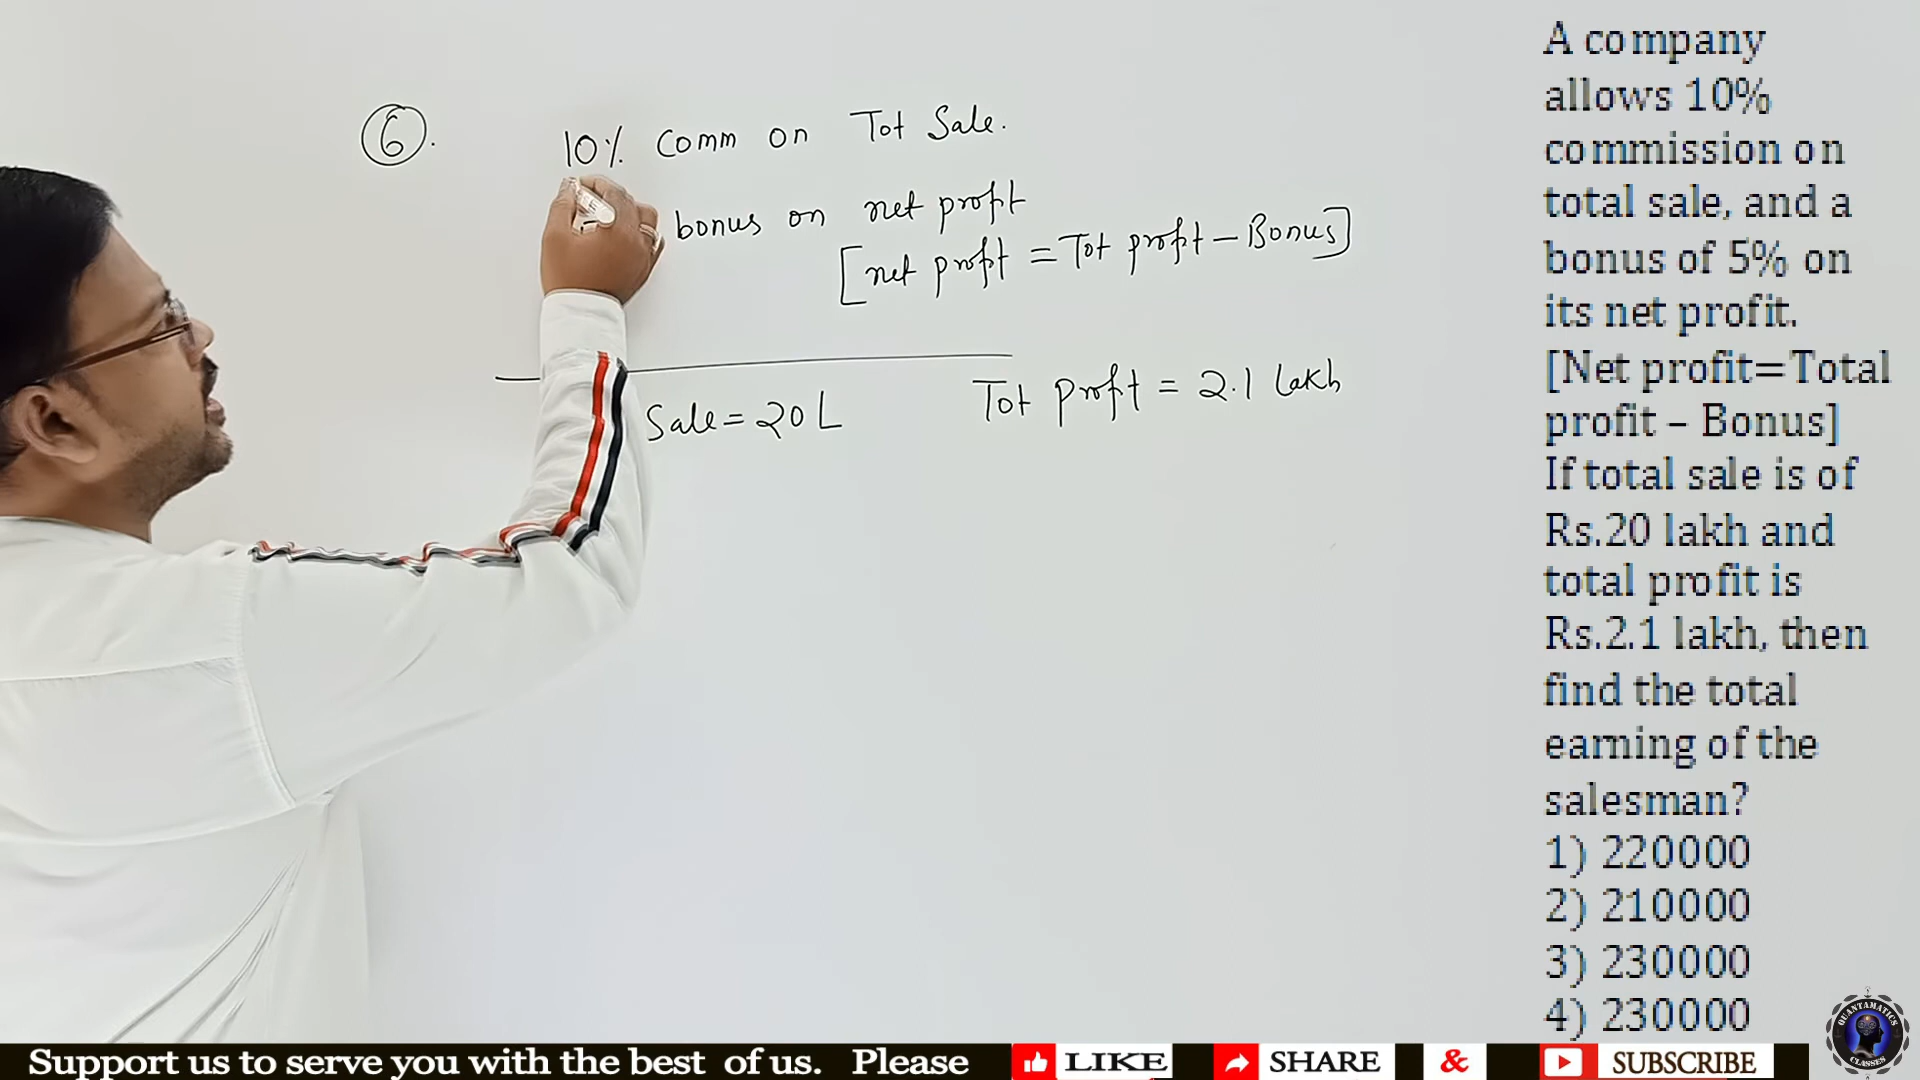 6.
10% Comm on Tot Sale.
bonus on net profit
[net profit = Tot profit - Bonus]
Sale = 20 L
Tot profit = 2.1 lakh
A company
allows 10%
commission on
total sale, and a
bonus of 5% on
its net profit.
[Net profit=Total
profit – Bonus]
If total sale is of
Rs.20 lakh and
total profit is
Rs.2.1 lakh, then
find the total
earning of the
salesman?
1) 220000
2) 210000
3) 230000
4) 230000
QUANTAMATICS
CLASSES
Support us to serve you with the best of us. Please LIKE SHARE & SUBSCRIBE